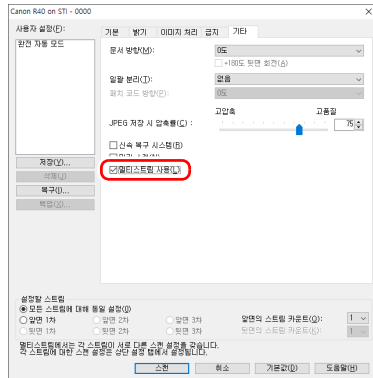 Canon R40 on STI - 0000
사용자 설정(F):
완전 자동 모드
기본 밝기 이미지 처리 급지 기타
문서 방향(M): 0도
+180도 뒷면 회전(A)
일괄 분리(T): 없음
패치 코드 방향(P): 0도
고압축 고품질
JPEG 저장 시 압축률(C) : 75
신속 복구 시스템(R)
멀티스트림 사용(L)
저장(V)...
삭제(J)
복구(I)...
백업(X)...
설정할 스트림
모든 스트림에 대해 동일 설정(0)
앞면 1차 앞면 2차 앞면 3차 앞면의 스트림 카운트(Q): 1
뒷면 1차 뒷면 2차 뒷면 3차 뒷면의 스트림 카운트(K): 1
멀티스트림에서는 각 스트림이 서로 다른 스캔 설정을 갖습니다.
각 스트림에 대한 스캔 설정은 상단 설정 탭에서 설정됩니다.
스캔 취소 기본값(D) 도움말(H)